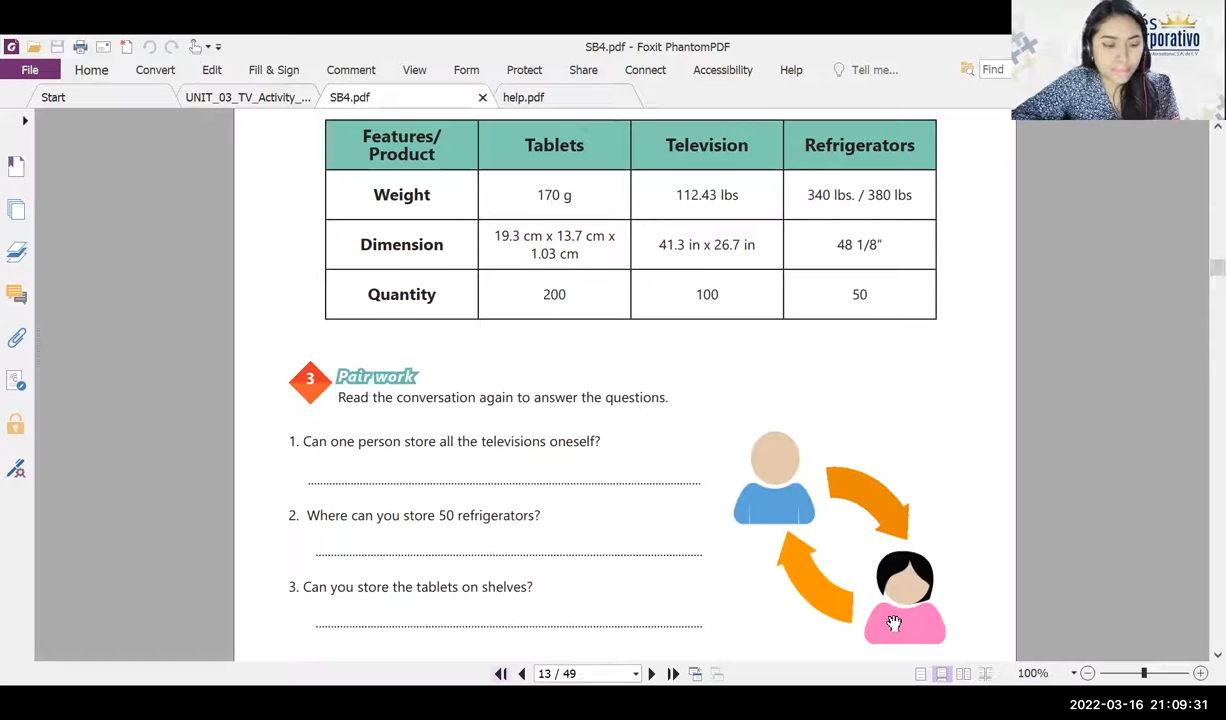 SB4.pdf - Foxit PhantomPDF
File Home Convert Edit Fill & Sign Comment View Form Protect Share Connect Accessibility Help Tell me... Find
Start UNIT_03_TV_Activity_... SB4.pdf help.pdf
és
rporativo
Features/
Product
Tablets
Television
Refrigerators
Weight
170 g
112.43 lbs
340 lbs. / 380 lbs
Dimension
19.3 cm x 13.7 cm x
1.03 cm
41.3 in x 26.7 in
48 1/8”
Quantity
200
100
50
3
Pair work
Read the conversation again to answer the questions.
1. Can one person store all the televisions oneself?
2. Where can you store 50 refrigerators?
3. Can you store the tablets on shelves?
13 / 49
100%
2022-03-16 21:09:31